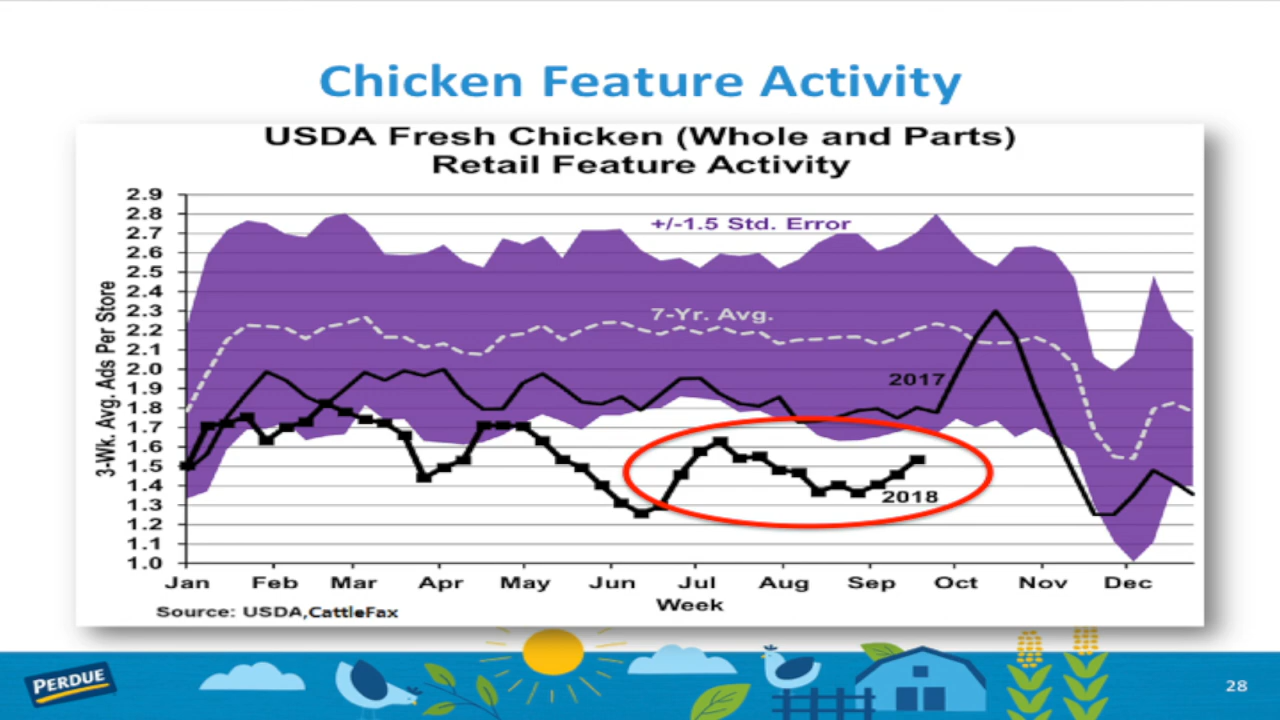 Chicken Feature Activity
USDA Fresh Chicken (Whole and Parts)
Retail Feature Activity
3-Wk. Avg. Ads Per Store
2.9
2.8
2.7
2.6
2.5
2.4
2.3
2.2
2.1
2.0
1.9
1.8
1.7
1.6
1.5
1.4
1.3
1.2
1.1
1.0
+/-1.5 Std. Error
7-Yr. Avg.
2017
2018
Jan Feb Mar Apr May Jun Jul Aug Sep Oct Nov Dec
Week
Source: USDA,CattleFax
PERDUE
28